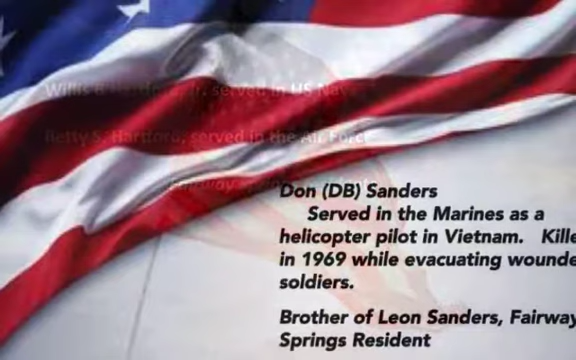 Willis B Hartford, Jr. served in US Navy
Betty S. Hartford, served in the Air Force
Don (DB) Sanders
Served in the Marines as a
helicopter pilot in Vietnam. Kille
in 1969 while evacuating wounde
soldiers.
Brother of Leon Sanders, Fairway
Springs Resident